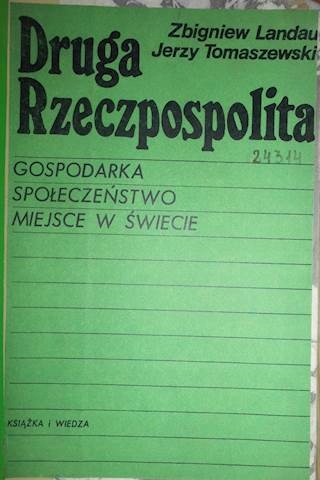 Zbigniew Landau
Jerzy Tomaszewski
Druga
Rzeczpospolita
24314
GOSPODARKA
SPOŁECZEŃSTWO
MIEJSCE W ŚWIECIE
KSIĄŻKA i WIEDZA